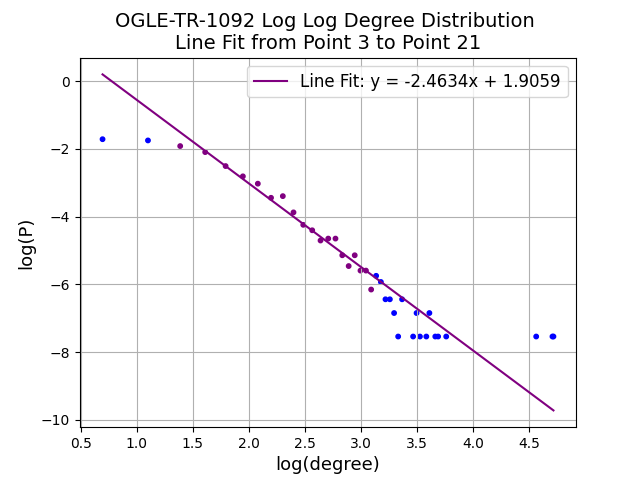 OGLE-TR-1092 Log Log Degree Distribution
Line Fit from Point 3 to Point 21
Line Fit: y = -2.4634x + 1.9059
0
−2
−4
−6
−8
−10
log(P)
0.5 1.0 1.5 2.0 2.5 3.0 3.5 4.0 4.5
log(degree)